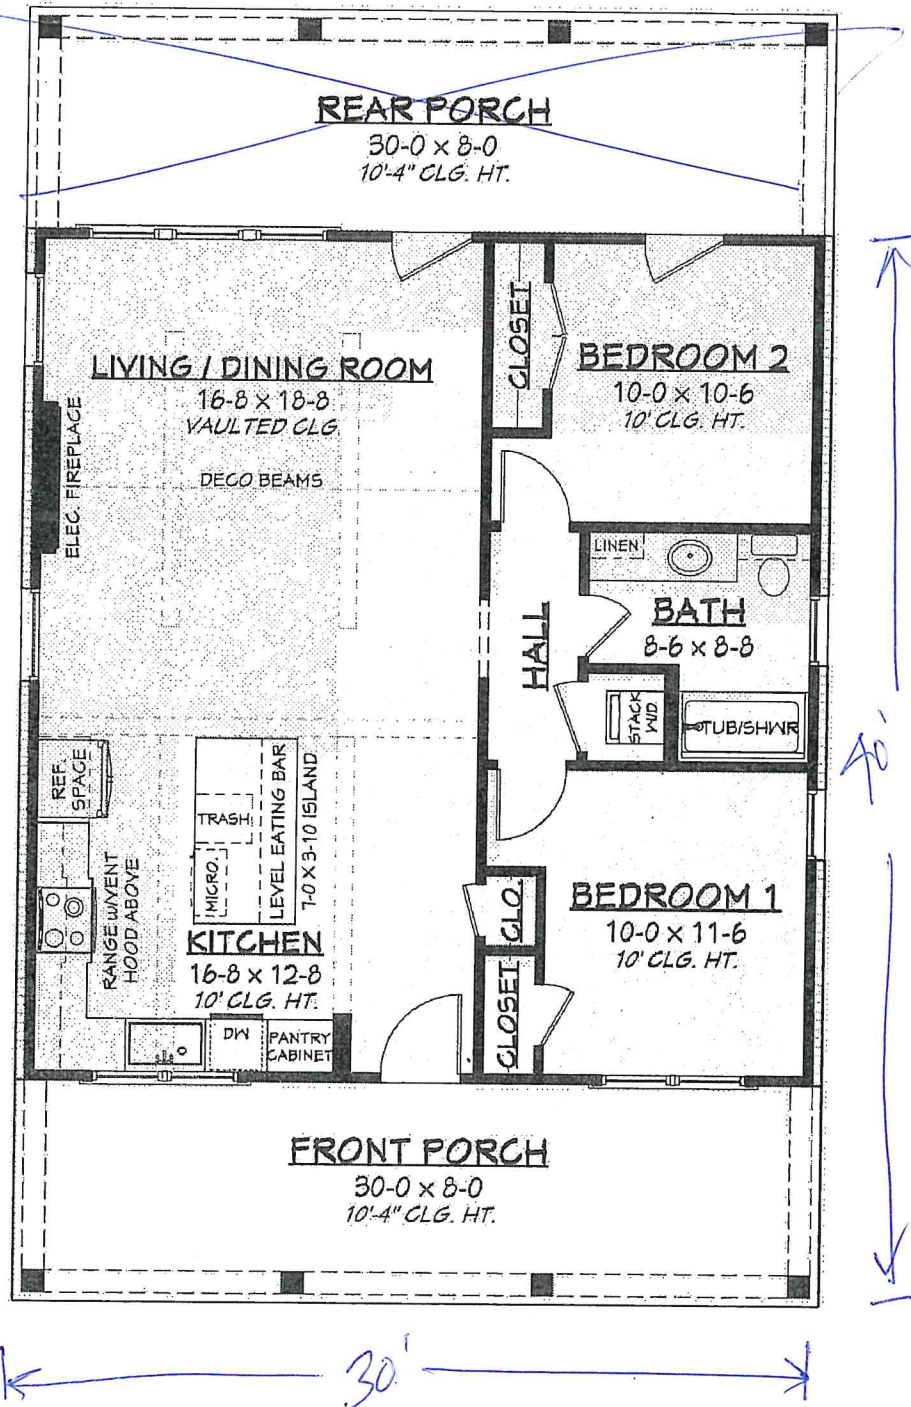 REAR PORCH
30-0 x 8-0
10'-4" CLG. HT.
LIVING / DINING ROOM
16-8 x 18-8
VAULTED CLG.
DECO BEAMS
ELEC. FIREPLACE
CLOSET
BEDROOM 2
10-0 x 10-6
10' CLG. HT.
LINEN
BATH
8-6 x 8-8
HALL
STACK
W/D
TUB/SHWR
40'
REF.
SPACE
TRASH
MICRO.
LEVEL EATING BAR
7-0 X 3-10 ISLAND
RANGE W/VENT
HOOD ABOVE
KITCHEN
16-8 x 12-8
10' CLG. HT.
DW
PANTRY
CABINET
CLO.
CLOSET
BEDROOM 1
10-0 x 11-6
10' CLG. HT.
FRONT PORCH
30-0 x 8-0
10'-4" CLG. HT.
30'